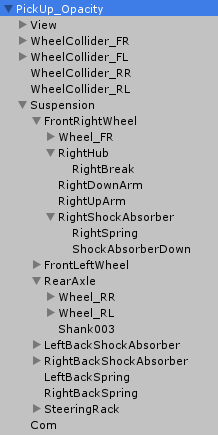 PickUp_Opacity
View
WheelCollider_FR
WheelCollider_FL
WheelCollider_RR
WheelCollider_RL
Suspension
FrontRightWheel
Wheel_FR
RightHub
RightBreak
RightDownArm
RightUpArm
RightShockAbsorber
RightSpring
ShockAbsorberDown
FrontLeftWheel
RearAxle
Wheel_RR
Wheel_RL
Shank003
LeftBackShockAbsorber
RightBackShockAbsorber
LeftBackSpring
RightBackSpring
SteeringRack
Com